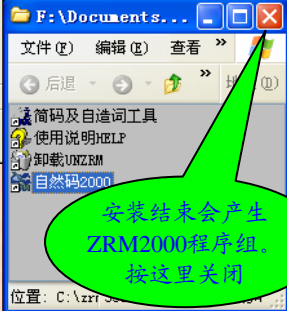 F:\Documents...
文件(F) 编辑(E) 查看 »
后退 » 地 (D)
简码及自造词工具
使用说明HELP
卸载UNZRM
自然码2000
安装结束会产生
ZRM2000程序组。
按这里关闭
位置: C:\zrm